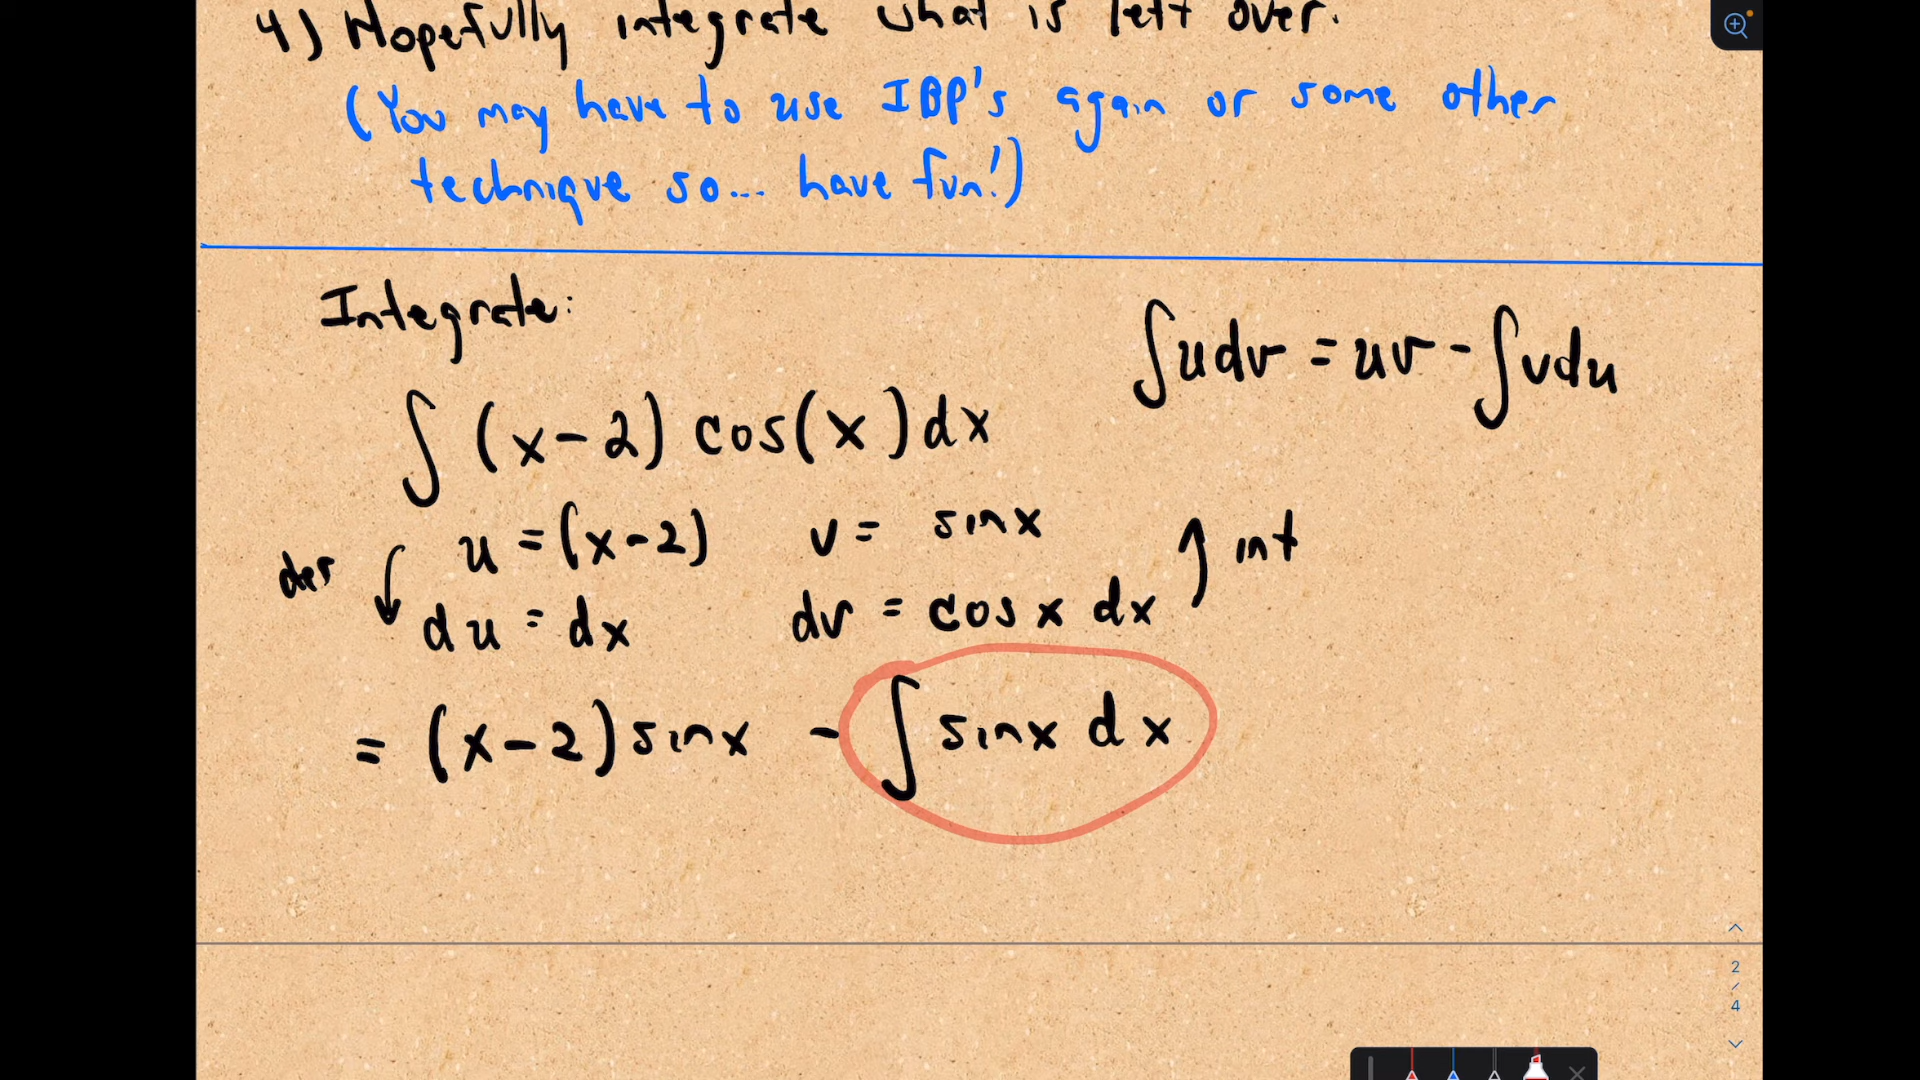 4) Hopefully integrate what is left over.
(You may have to use IBP's again or some other
technique so... have fun!)
Integrate:
∫udv = uv - ∫vdu
∫ (x-2) cos(x) dx
der u = (x-2) v = sinx int
du = dx dv = cos x dx
= (x-2) sinx - ∫ sinx dx
2
/
4